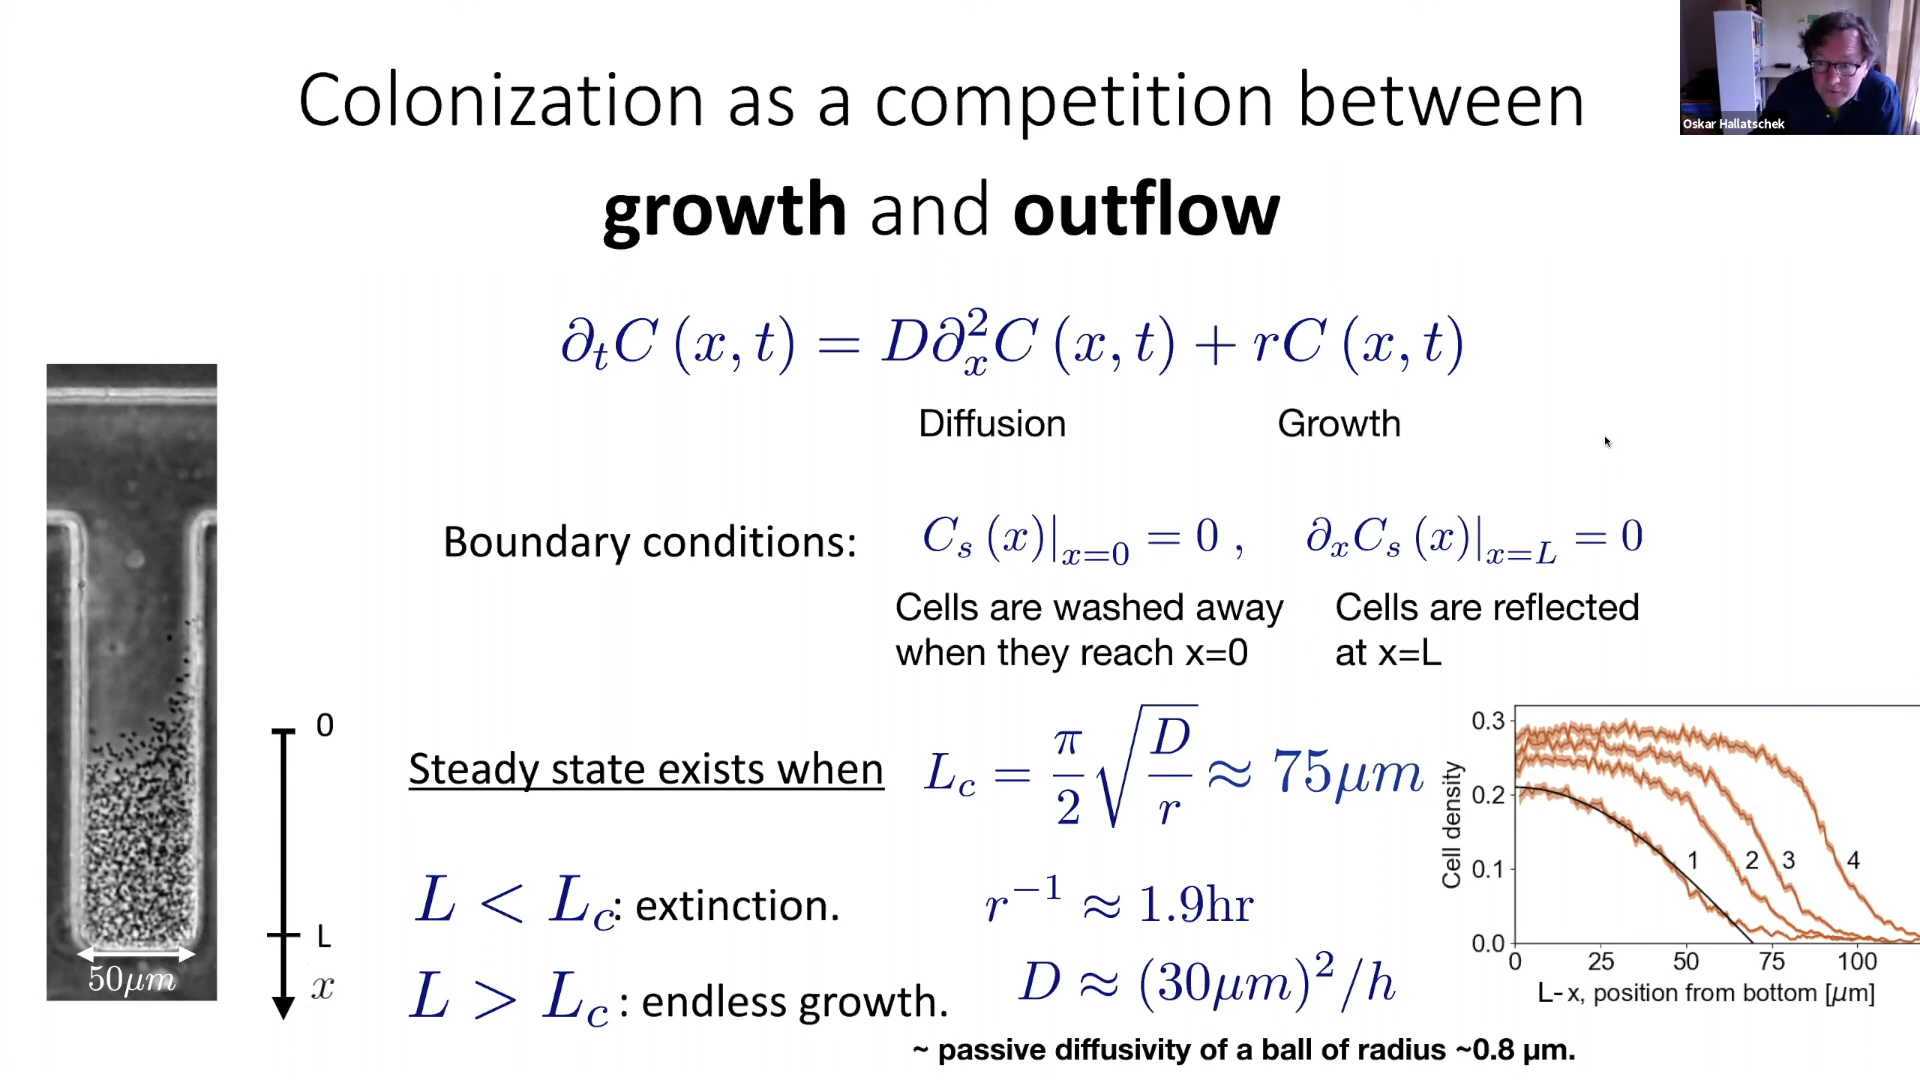 Colonization as a competition between
growth and outflow
Oskar Hallatschek
∂ₜC (x, t) = D∂ₓ²C (x, t) + rC (x, t)
Diffusion Growth
Boundary conditions: Cₛ (x)|ₓ₌₀ = 0 , ∂ₓCₛ (x)|ₓ₌L = 0
Cells are washed away
when they reach x=0
Cells are reflected
at x=L
Steady state exists when L_c = π/2 √(D/r) ≈ 75μm
L < L_c: extinction.
L > L_c : endless growth.
r⁻¹ ≈ 1.9hr
D ≈ (30μm)²/h
~ passive diffusivity of a ball of radius ~0.8 μm.
0
L
x
50μm
Cell density
0.3
0.2
0.1
0.0
1 2 3 4
0 25 50 75 100
L-x, position from bottom [μm]